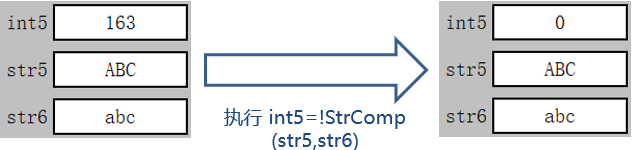 int5 163
str5 ABC
str6 abc
执行 int5=!StrComp
(str5,str6)
int5 0
str5 ABC
str6 abc